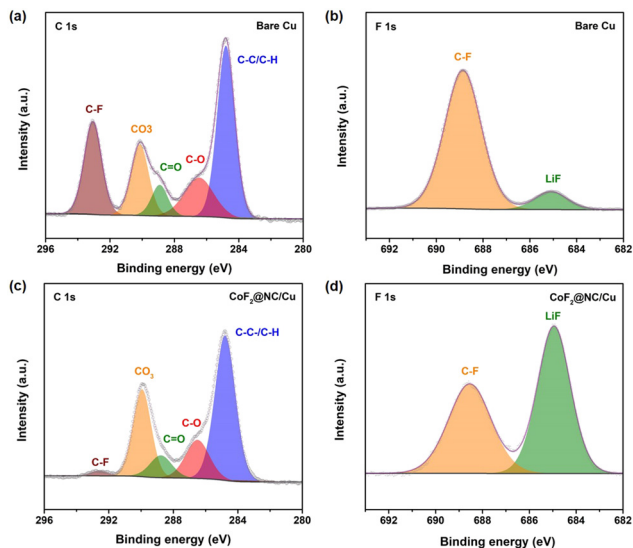 (a)
C 1s
Bare Cu
C-C/C-H
C-F
CO3
C=O
C-O
Intensity (a.u.)
296 292 288 284 280
Binding energy (eV)
(b)
F 1s
Bare Cu
C-F
LiF
Intensity (a.u.)
692 690 688 686 684 682
Binding energy (eV)
(c)
C 1s
CoF₂@NC/Cu
C-C-/C-H
CO₃
C-O
C=O
C-F
Intensity (a.u.)
296 292 288 284 280
Binding energy (eV)
(d)
F 1s
CoF₂@NC/Cu
LiF
C-F
Intensity (a.u.)
692 690 688 686 684 682
Binding energy (eV)